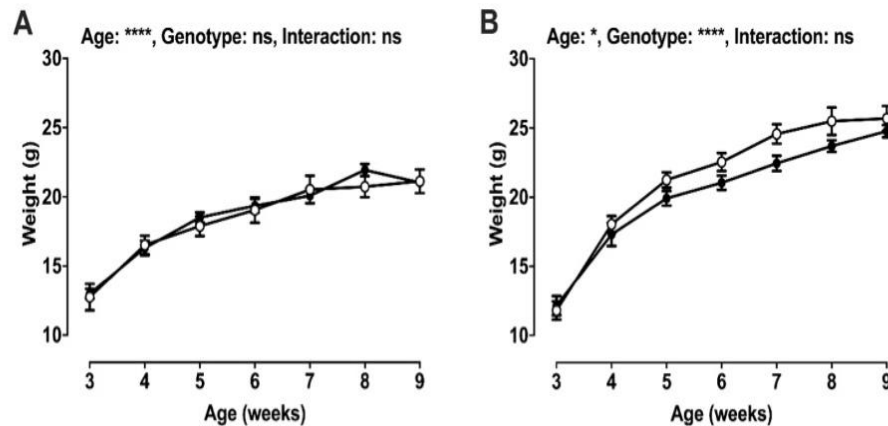 A
Age: ****, Genotype: ns, Interaction: ns
30
25
20
15
10
Weight (g)
3 4 5 6 7 8 9
Age (weeks)
B
Age: *, Genotype: ****, Interaction: ns
30
25
20
15
10
Weight (g)
3 4 5 6 7 8 9
Age (weeks)